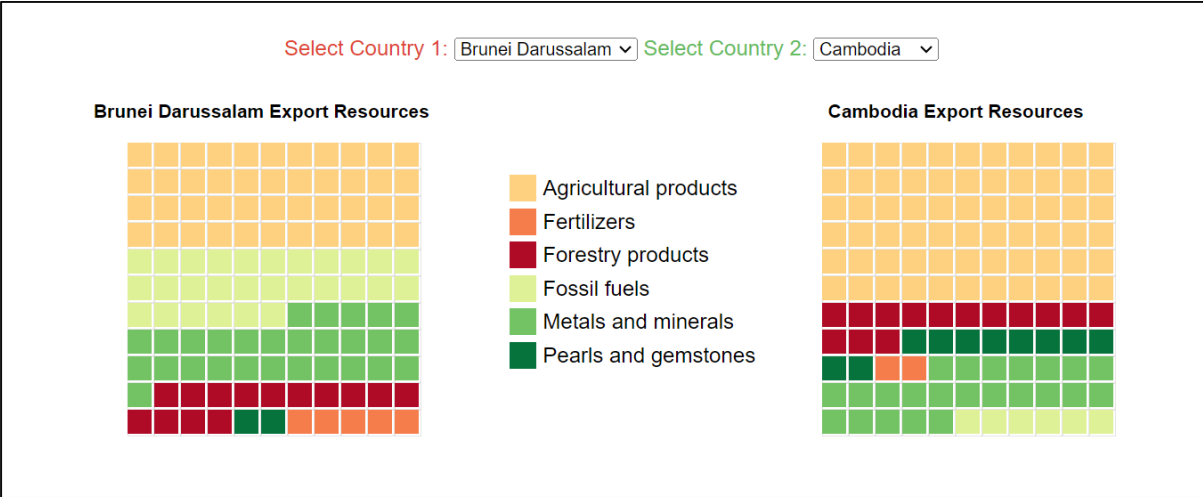 Select Country 1: Brunei Darussalam Select Country 2: Cambodia
Brunei Darussalam Export Resources
Cambodia Export Resources
Agricultural products
Fertilizers
Forestry products
Fossil fuels
Metals and minerals
Pearls and gemstones